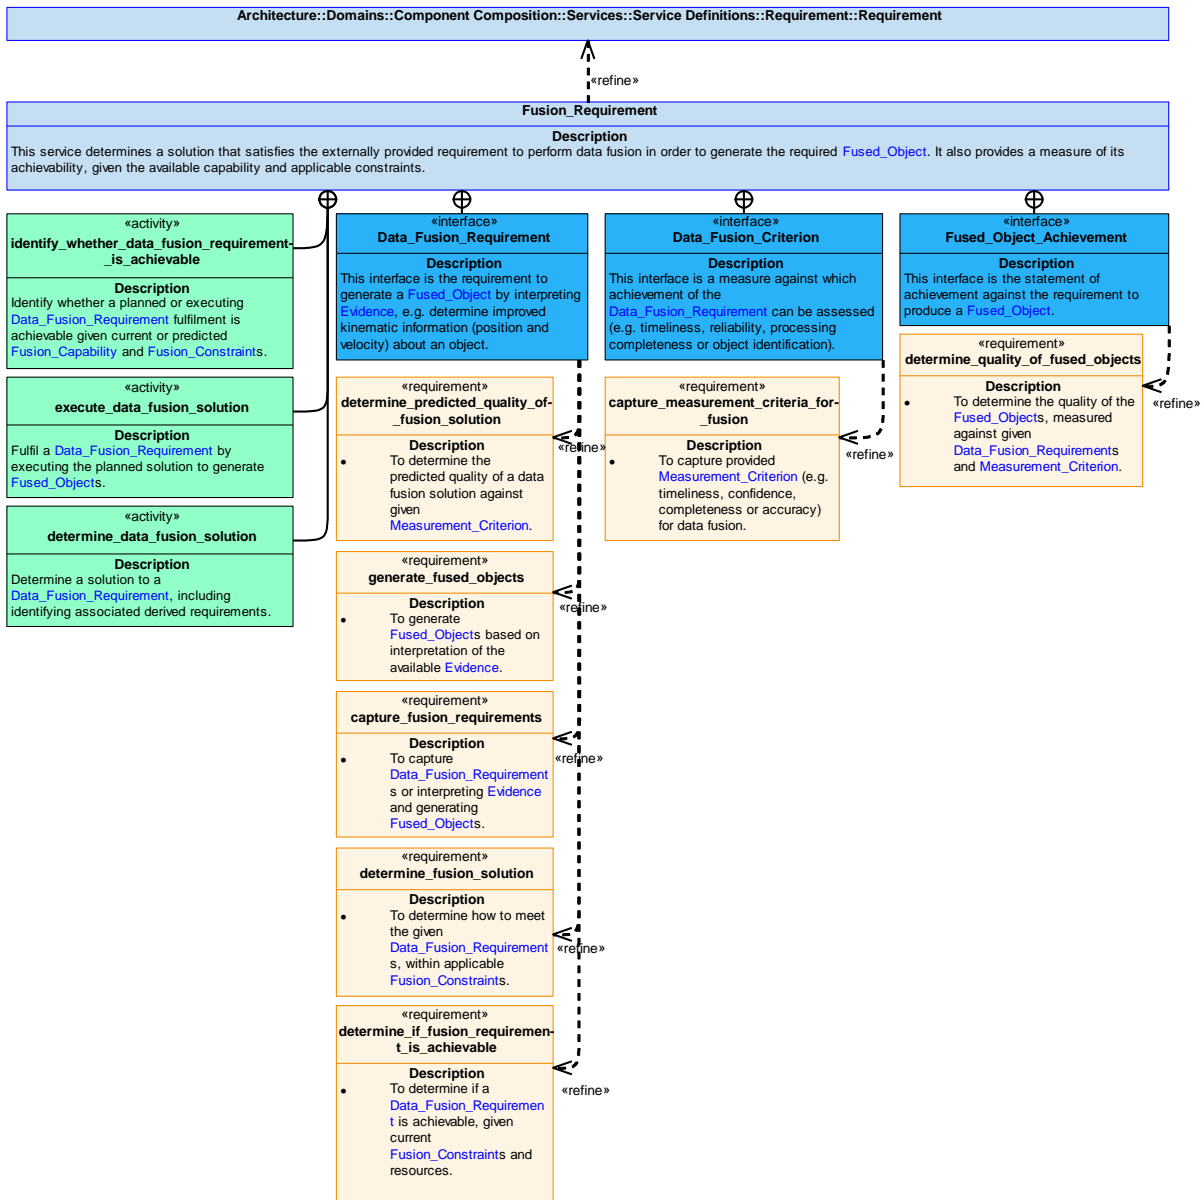 Architecture::Domains::Component Composition::Services::Service Definitions::Requirement::Requirement
«refine»
Fusion_Requirement
Description
This service determines a solution that satisfies the externally provided requirement to perform data fusion in order to generate the required Fused_Object. It also provides a measure of its
achievability, given the available capability and applicable constraints.
«activity»
identify_whether_data_fusion_requirement-
_is_achievable
Description
Identify whether a planned or executing
Data_Fusion_Requirement fulfilment is
achievable given current or predicted
Fusion_Capability and Fusion_Constraints.
«activity»
execute_data_fusion_solution
Description
Fulfil a Data_Fusion_Requirement by
executing the planned solution to generate
Fused_Objects.
«activity»
determine_data_fusion_solution
Description
Determine a solution to a
Data_Fusion_Requirement, including
identifying associated derived requirements.
«interface»
Data_Fusion_Requirement
Description
This interface is the requirement to
generate a Fused_Object by interpreting
Evidence, e.g. determine improved
kinematic information (position and
velocity) about an object.
«requirement»
determine_predicted_quality_of-
_fusion_solution
Description
• To determine the
predicted quality of a data
fusion solution against
given
Measurement_Criterion.
«refine»
«requirement»
generate_fused_objects
Description
• To generate
Fused_Objects based on
interpretation of the
available Evidence.
«refine»
«requirement»
capture_fusion_requirements
Description
• To capture
Data_Fusion_Requirement
s or interpreting Evidence
and generating
Fused_Objects.
«refine»
«requirement»
determine_fusion_solution
Description
• To determine how to meet
the given
Data_Fusion_Requirement
s, within applicable
Fusion_Constraints.
«refine»
«requirement»
determine_if_fusion_requiremen-
t_is_achievable
Description
• To determine if a
Data_Fusion_Requiremen
t is achievable, given
current
Fusion_Constraints and
resources.
«refine»
«interface»
Data_Fusion_Criterion
Description
This interface is a measure against which
achievement of the
Data_Fusion_Requirement can be assessed
(e.g. timeliness, reliability, processing
completeness or object identification).
«requirement»
capture_measurement_criteria_for-
_fusion
Description
• To capture provided
Measurement_Criterion (e.g.
timeliness, confidence,
completeness or accuracy)
for data fusion.
«refine»
«interface»
Fused_Object_Achievement
Description
This interface is the statement of
achievement against the requirement to
produce a Fused_Object.
«requirement»
determine_quality_of_fused_objects
Description
• To determine the quality of the
Fused_Objects, measured
against given
Data_Fusion_Requirements
and Measurement_Criterion.
«refine»